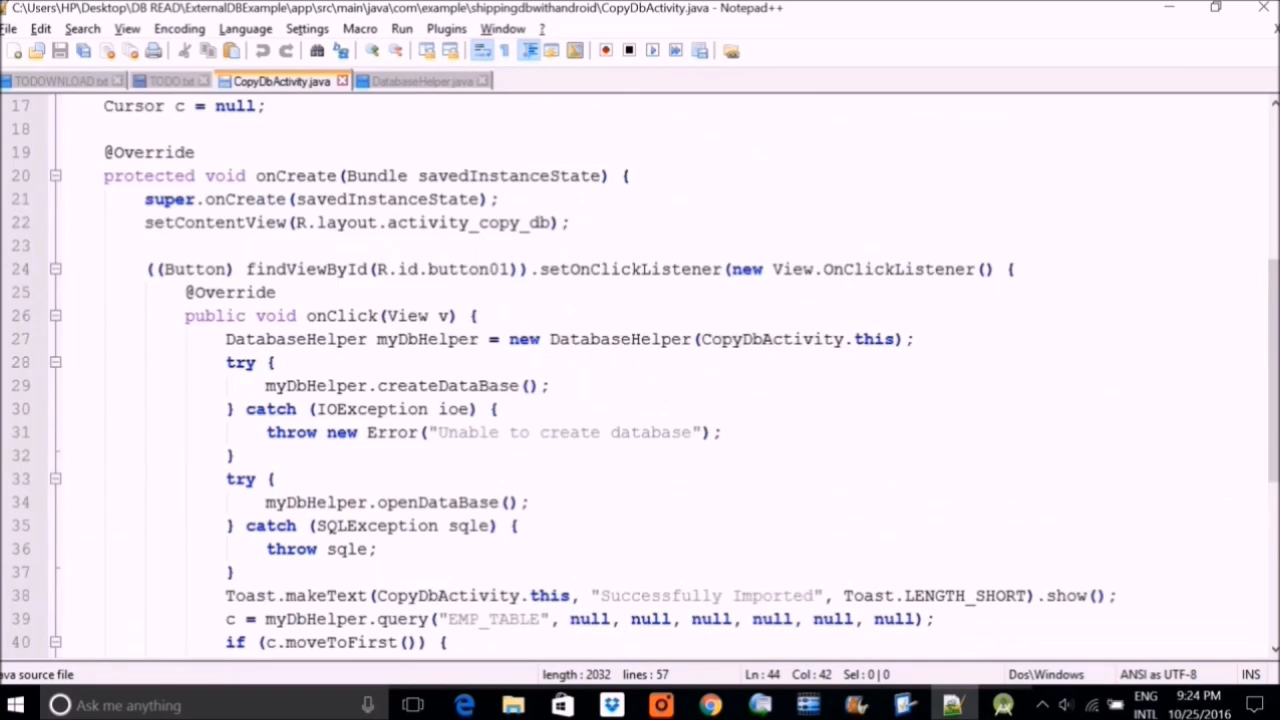 C:\Users\HP\Desktop\DB READ\ExternalDBExample\app\src\main\java\com\example\shippingdbwithandroid\CopyDbActivity.java - Notepad++
File Edit Search View Encoding Language Settings Macro Run Plugins Window ?
TODOWNLOAD.txt TODO.txt CopyDbActivity.java DatabaseHelper.java
17 Cursor c = null;
18
19 @Override
20 protected void onCreate(Bundle savedInstanceState) {
21 super.onCreate(savedInstanceState);
22 setContentView(R.layout.activity_copy_db);
23
24 ((Button) findViewById(R.id.button01)).setOnClickListener(new View.OnClickListener() {
25 @Override
26 public void onClick(View v) {
27 DatabaseHelper myDbHelper = new DatabaseHelper(CopyDbActivity.this);
28 try {
29 myDbHelper.createDataBase();
30 } catch (IOException ioe) {
31 throw new Error("Unable to create database");
32 }
33 try {
34 myDbHelper.openDataBase();
35 } catch (SQLException sqle) {
36 throw sqle;
37 }
38 Toast.makeText(CopyDbActivity.this, "Successfully Imported", Toast.LENGTH_SHORT).show();
39 c = myDbHelper.query("EMP_TABLE", null, null, null, null, null, null);
40 if (c.moveToFirst()) {
ava source file length : 2032 lines : 57 Ln : 44 Col : 42 Sel : 0 | 0 Dos\Windows ANSI as UTF-8 INS
Ask me anything
ENG
INTL
9:24 PM
10/25/2016